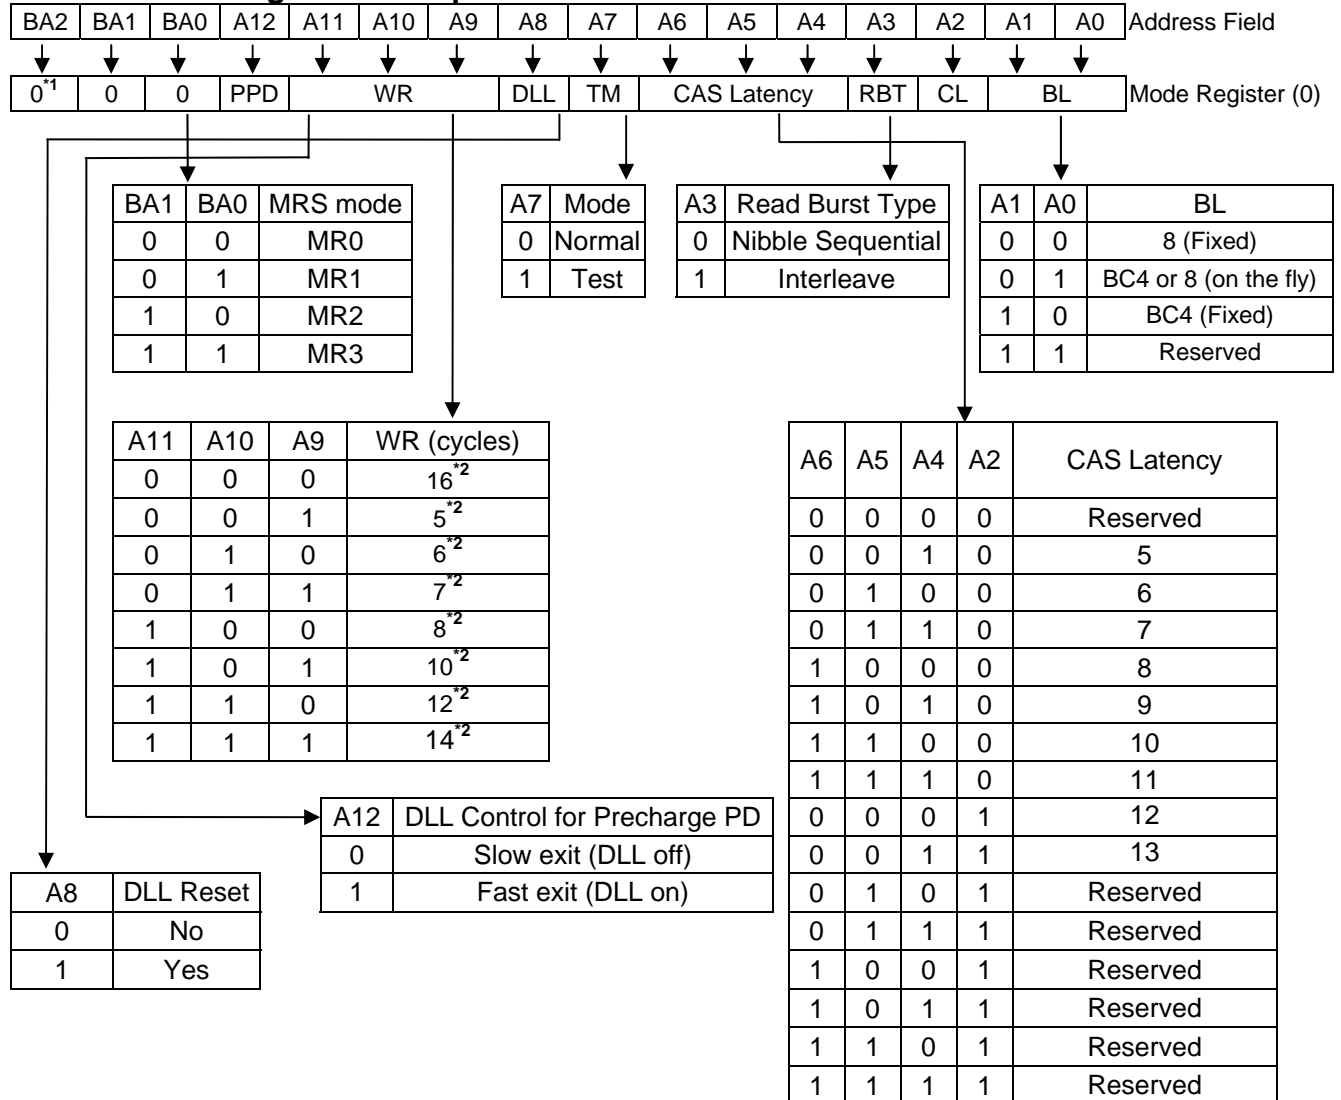 BA2 BA1 BA0 A12 A11 A10 A9 A8 A7 A6 A5 A4 A3 A2 A1 A0 Address Field
0*1 0 0 PPD WR DLL TM CAS Latency RBT CL BL Mode Register (0)
BA1 BA0 MRS mode
0 0 MR0
0 1 MR1
1 0 MR2
1 1 MR3
A7 Mode
0 Normal
1 Test
A3 Read Burst Type
0 Nibble Sequential
1 Interleave
A1 A0 BL
0 0 8 (Fixed)
0 1 BC4 or 8 (on the fly)
1 0 BC4 (Fixed)
1 1 Reserved
A11 A10 A9 WR (cycles)
0 0 0 16*2
0 0 1 5*2
0 1 0 6*2
0 1 1 7*2
1 0 0 8*2
1 0 1 10*2
1 1 0 12*2
1 1 1 14*2
A6 A5 A4 A2 CAS Latency
0 0 0 0 Reserved
0 0 1 0 5
0 1 0 0 6
0 1 1 0 7
1 0 0 0 8
1 0 1 0 9
1 1 0 0 10
1 1 1 0 11
0 0 0 1 12
0 0 1 1 13
0 1 0 1 Reserved
0 1 1 1 Reserved
1 0 0 1 Reserved
1 0 1 1 Reserved
1 1 0 1 Reserved
1 1 1 1 Reserved
A12 DLL Control for Precharge PD
0 Slow exit (DLL off)
1 Fast exit (DLL on)
A8 DLL Reset
0 No
1 Yes